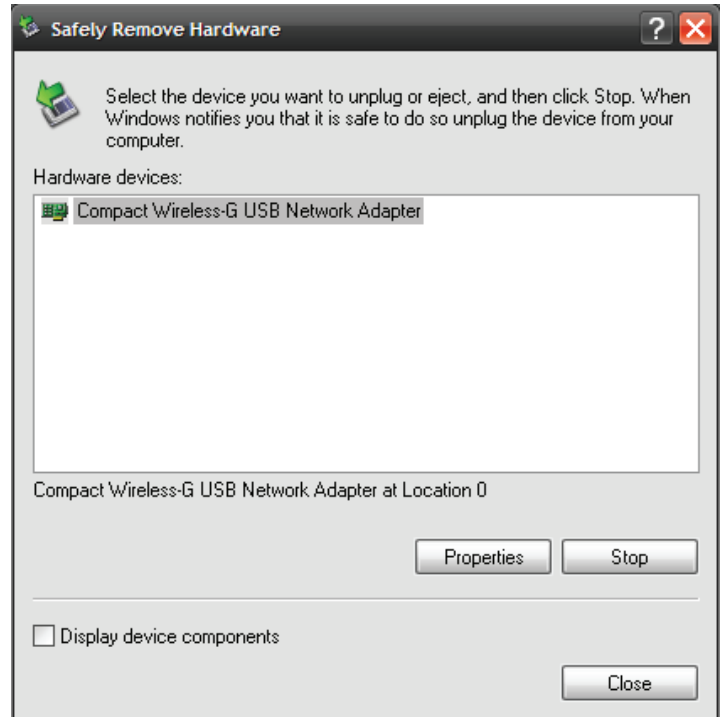 Safely Remove Hardware
?
Select the device you want to unplug or eject, and then click Stop. When
Windows notifies you that it is safe to do so unplug the device from your
computer.
Hardware devices:
Compact Wireless-G USB Network Adapter
Compact Wireless-G USB Network Adapter at Location 0
Properties Stop
Display device components
Close